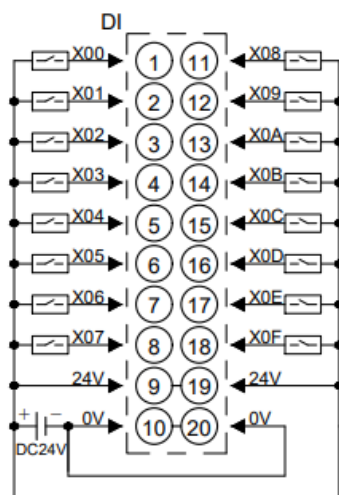 DI
X00 1 11 X08
X01 2 12 X09
X02 3 13 X0A
X03 4 14 X0B
X04 5 15 X0C
X05 6 16 X0D
X06 7 17 X0E
X07 8 18 X0F
24V 9 19 24V
+ − 0V 10 20 0V
DC24V